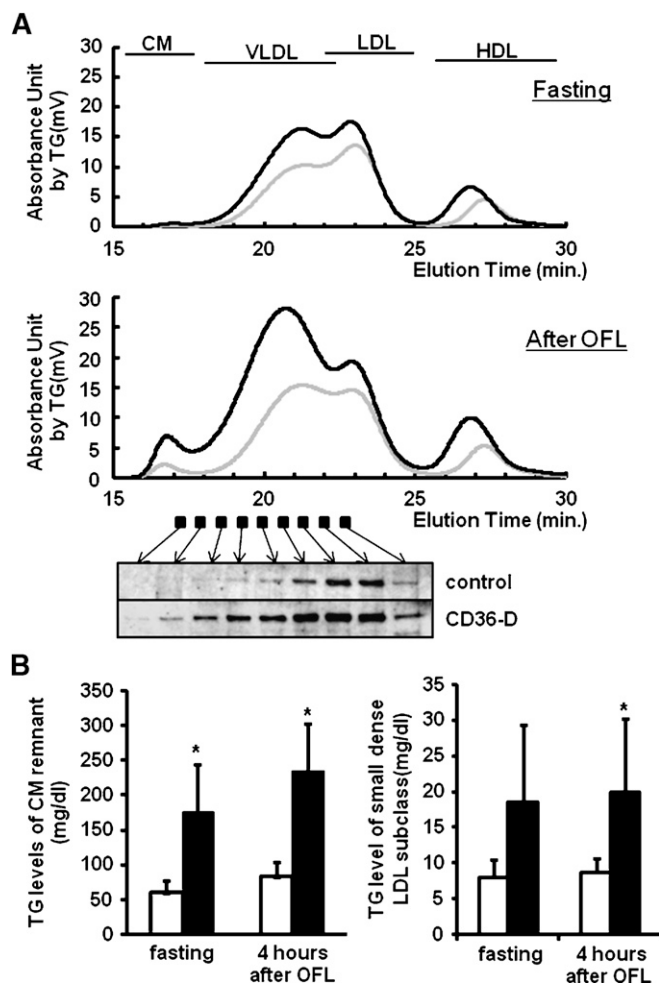 A
CM VLDL LDL HDL
Fasting
Absorbance Unit
by TG(mV)
30
25
20
15
10
5
0
15 20 25 30
Elution Time (min.)
After OFL
Absorbance Unit
by TG(mV)
30
25
20
15
10
5
0
15 20 25 30
Elution Time (min.)
control
CD36-D
B
TG levels of CM remnant
(mg/dl)
350
300
250
200
150
100
50
0
* *
fasting 4 hours
after OFL
TG level of small dense
LDL subclass(mg/dl)
35
30
25
20
15
10
5
0
*
fasting 4 hours
after OFL